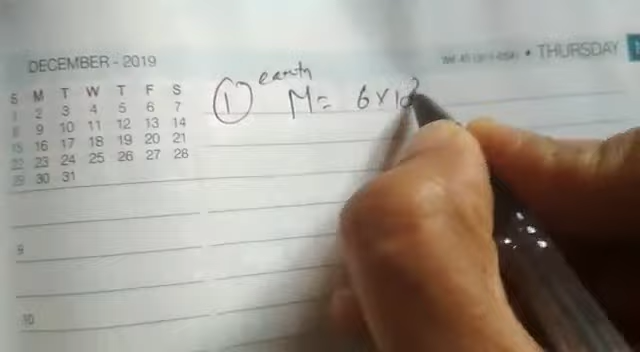 DECEMBER - 2019
THURSDAY
S M T W T F S
1 2 3 4 5 6 7
8 9 10 11 12 13 14
15 16 17 18 19 20 21
22 23 24 25 26 27 28
29 30 31
① earth
M = 6 × 10²
9
10